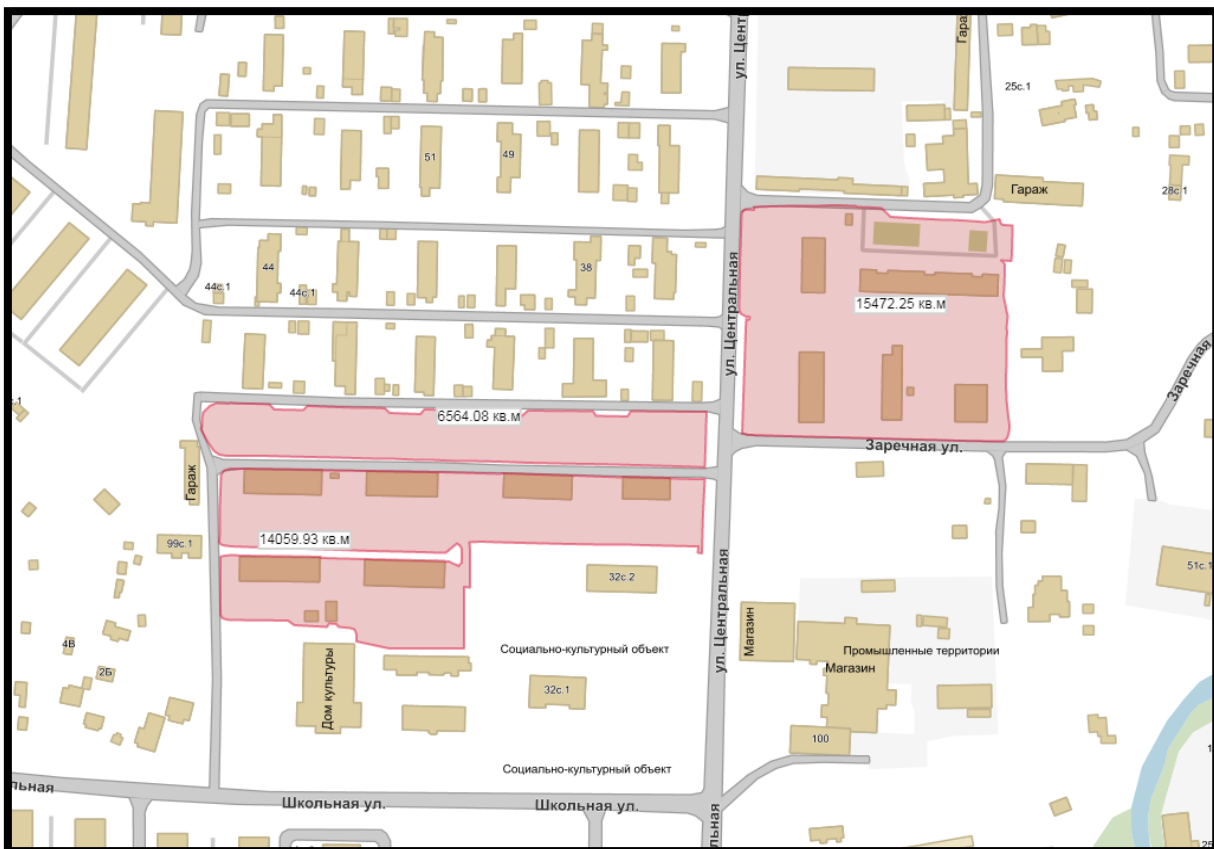 ул. Цент
Гараж
25с.1
51
49
Гараж
28с.1
44
38
44с.1
44с.1
ул. Центральная
15472.25 кв.м
Заречная
6564.08 кв.м
Заречная ул.
Гараж
14059.93 кв.м
99с.1
32с.2
51с.1
ул. Центральная
Магазин
4В
2Б
Дом культуры
Социально-культурный объект
Промышленные территории
Магазин
32с.1
100
Социально-культурный объект
льная
Школьная ул.
Школьная ул.
льная
25